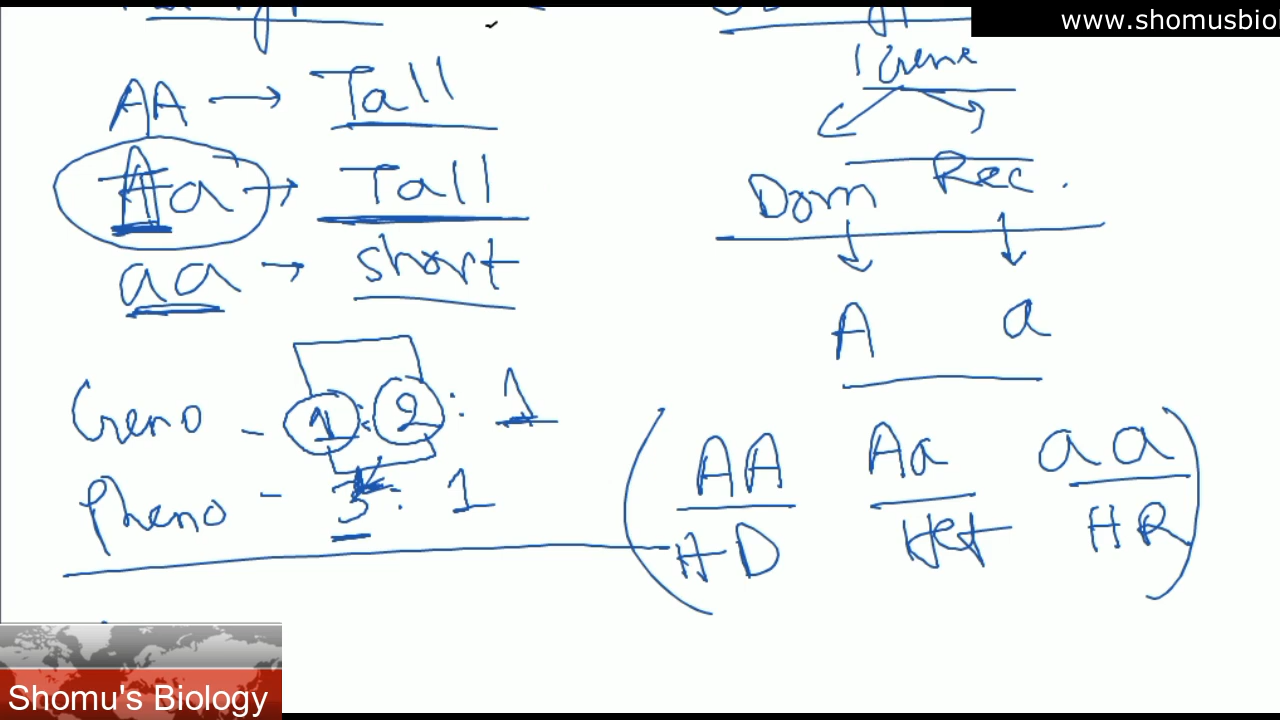 www.shomusbio
AA → Tall
Aa → Tall
aa → short
Geno - 1 : 2 : 1
Pheno - 3 : 1
1 Gene
Dom Rec.
A a
AA Aa aa
HD Het HR
Shomu's Biology